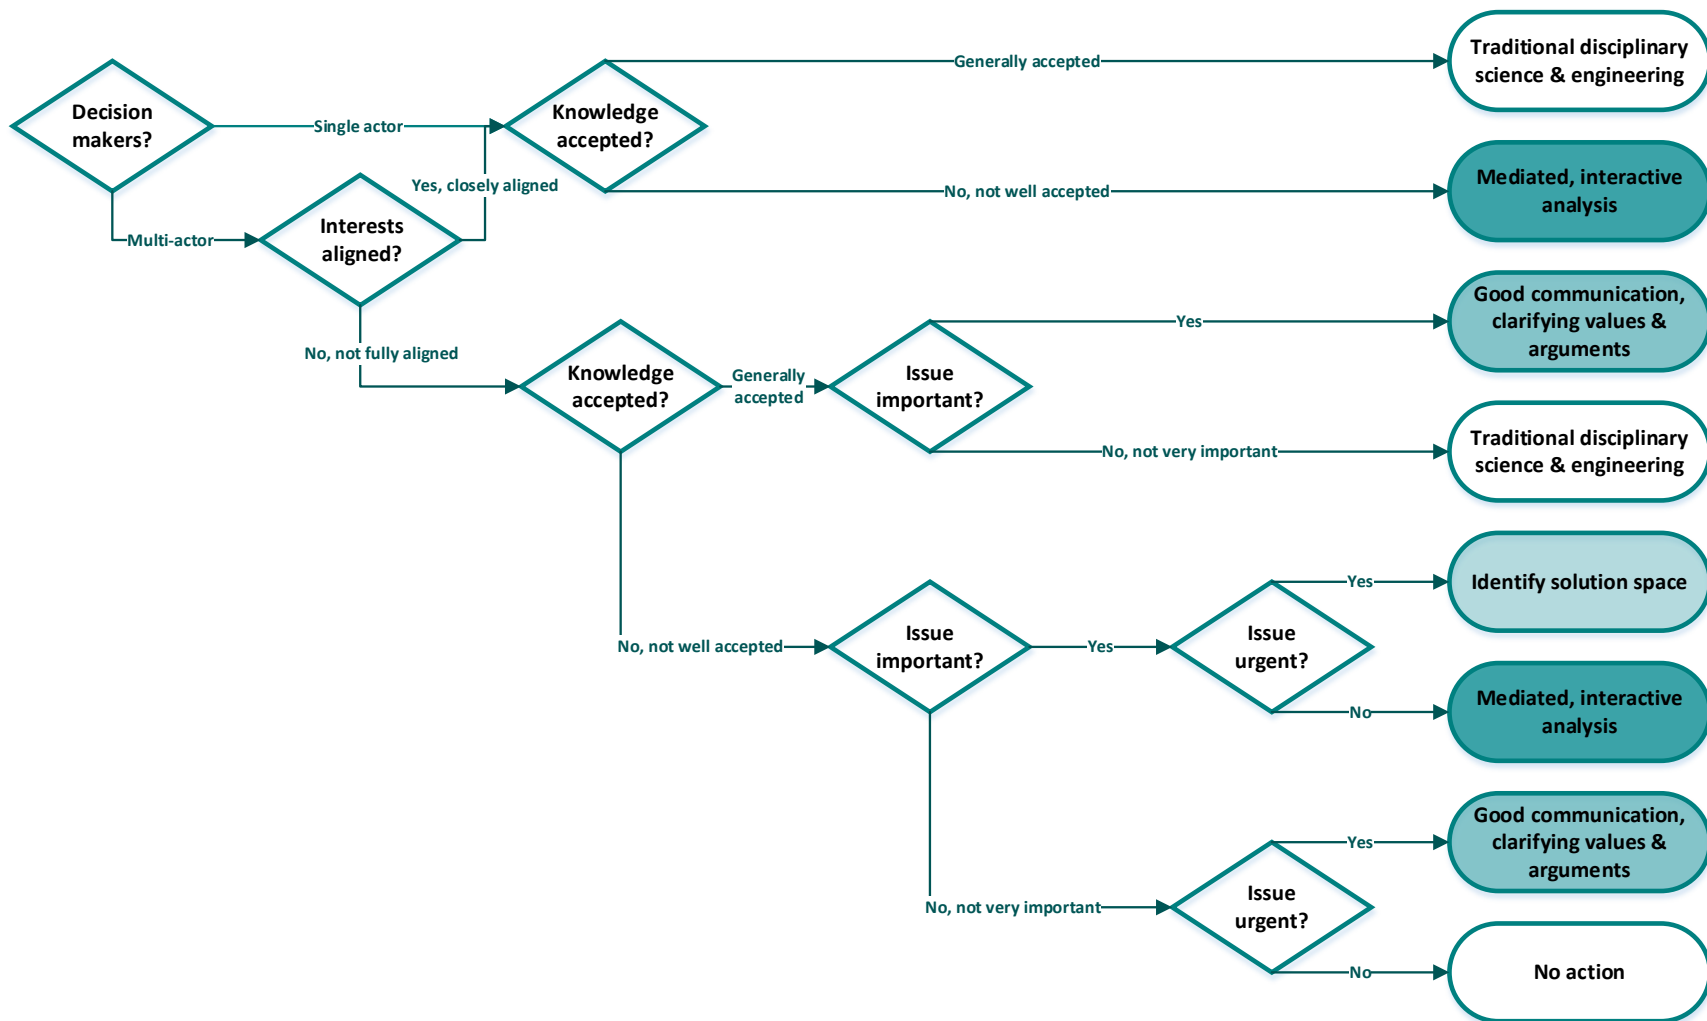 Traditional disciplinary
science & engineering
Generally accepted
Decision
makers?
Single actor
Knowledge
accepted?
Yes, closely aligned
No, not well accepted
Mediated, interactive
analysis
Multi-actor
Interests
aligned?
Good communication,
clarifying values &
arguments
Yes
No, not fully aligned
Knowledge
accepted?
Generally
accepted
Issue
important?
No, not very important
Traditional disciplinary
science & engineering
Yes
Identify solution space
No, not well accepted
Issue
important?
Yes
Issue
urgent?
No
Mediated, interactive
analysis
Good communication,
clarifying values &
arguments
Yes
No, not very important
Issue
urgent?
No
No action